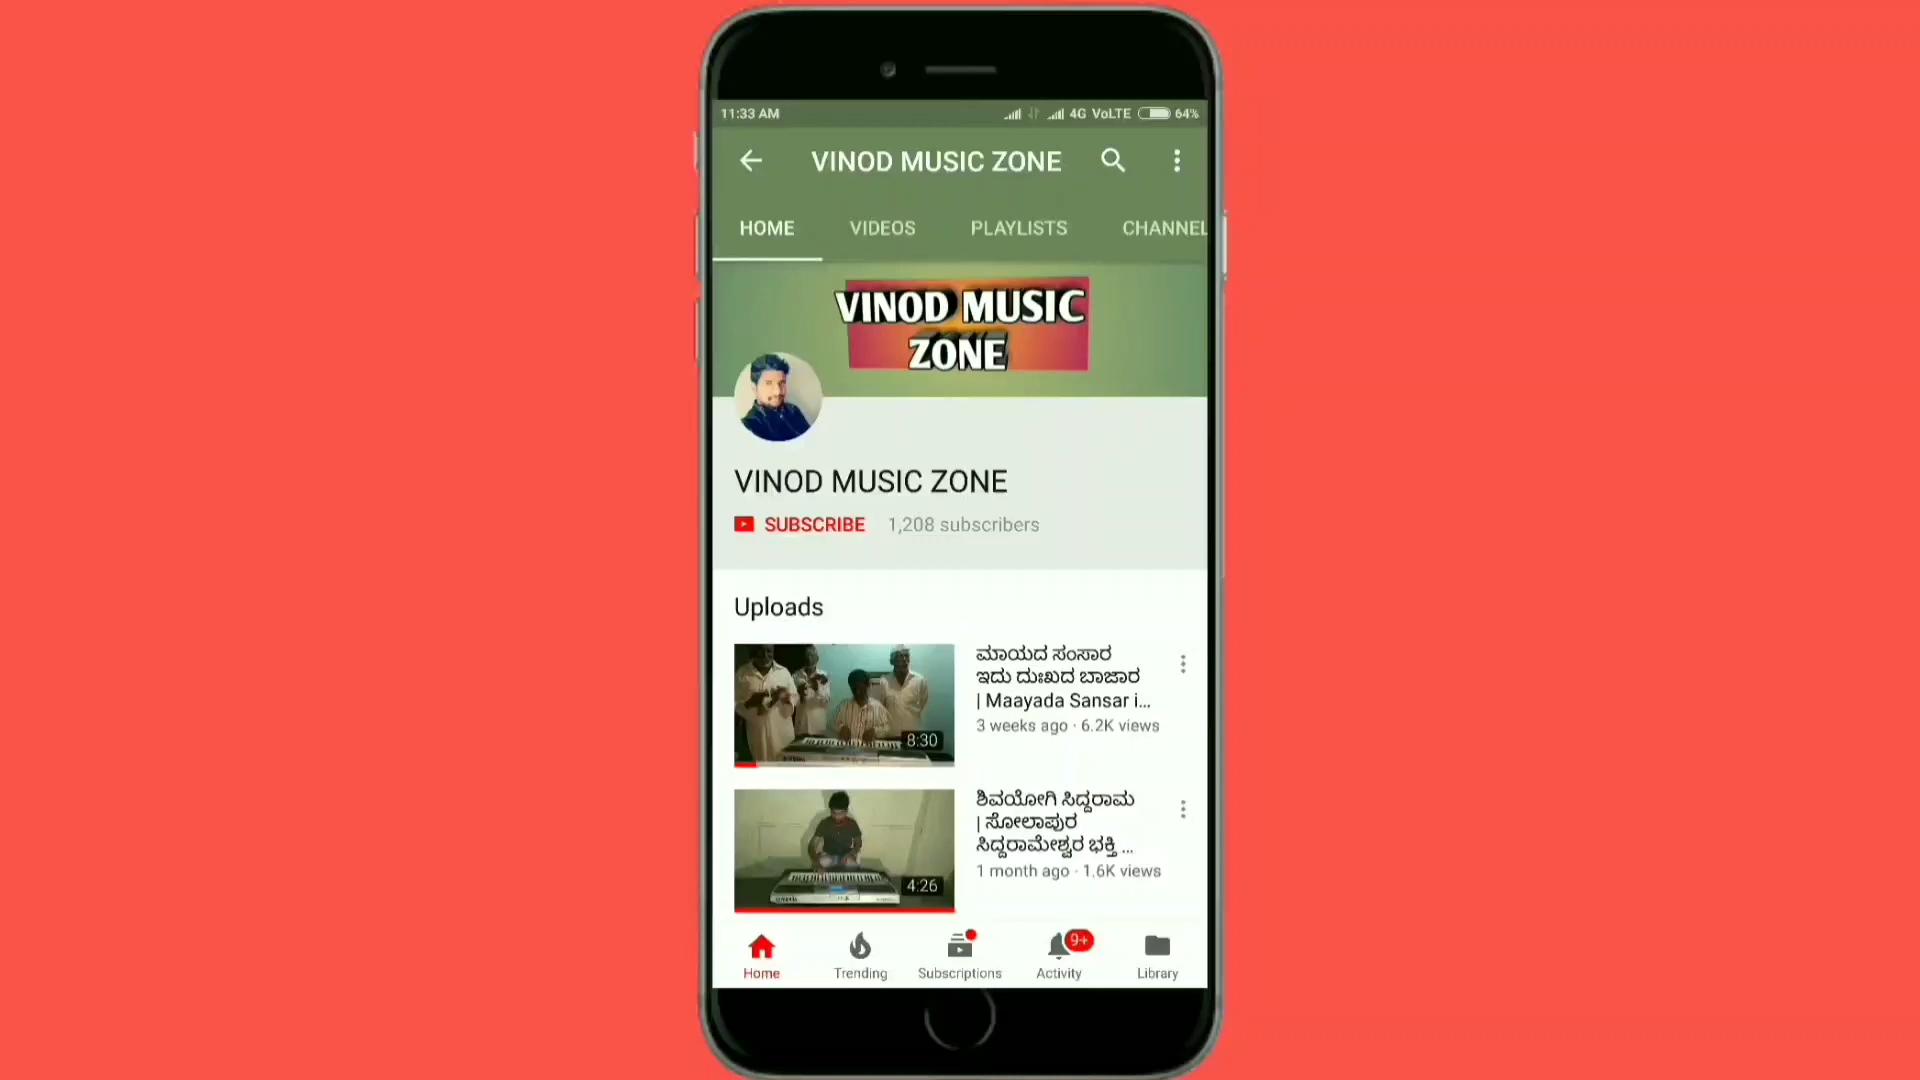 11:33 AM
4G VoLTE 64%
VINOD MUSIC ZONE
HOME VIDEOS PLAYLISTS CHANNEL
VINOD MUSIC
ZONE
VINOD MUSIC ZONE
SUBSCRIBE 1,208 subscribers
Uploads
ಮಾಯದ ಸಂಸಾರ
ಇದು ದುಃಖದ ಬಾಜಾರ
| Maayada Sansar i...
3 weeks ago · 6.2K views
8:30
ಶಿವಯೋಗಿ ಸಿದ್ದರಾಮ
| ಸೋಲಾಪುರ
ಸಿದ್ದರಾಮೇಶ್ವರ ಭಕ್ತಿ ...
1 month ago · 1.6K views
4:26
9+
Home Trending Subscriptions Activity Library